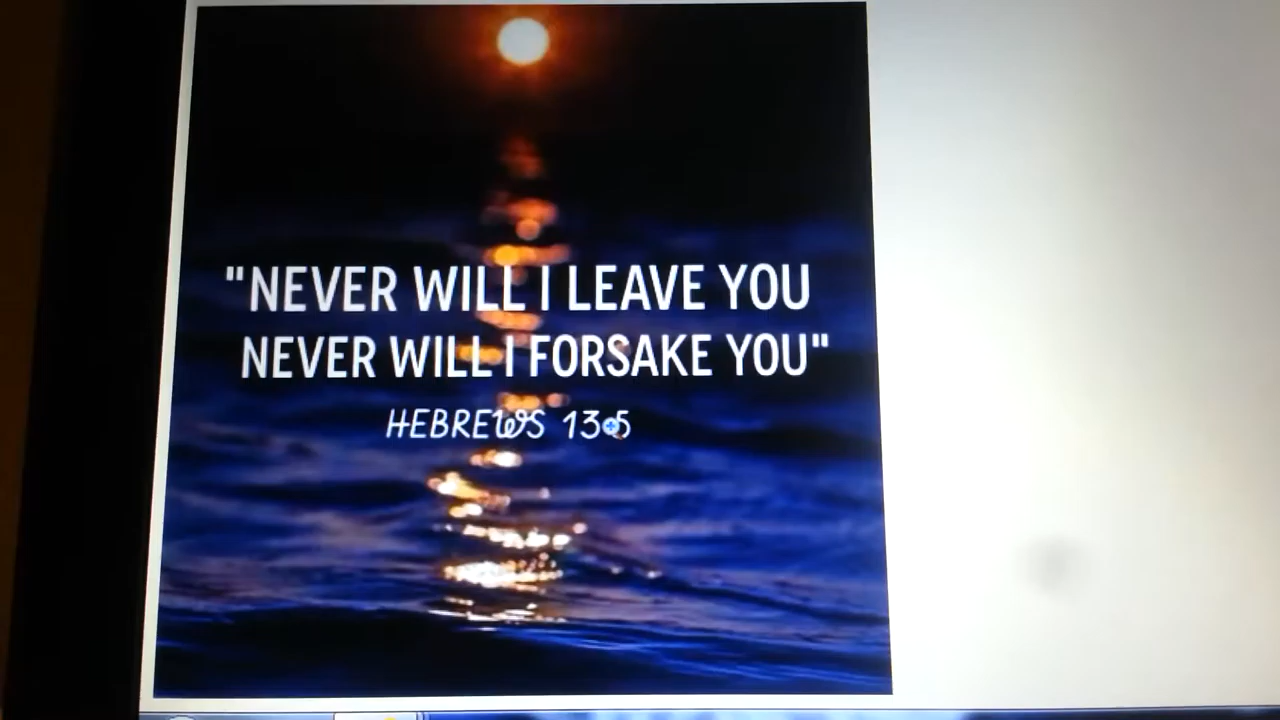 "NEVER WILL I LEAVE YOU
NEVER WILL I FORSAKE YOU"
HEBREWS 13:5